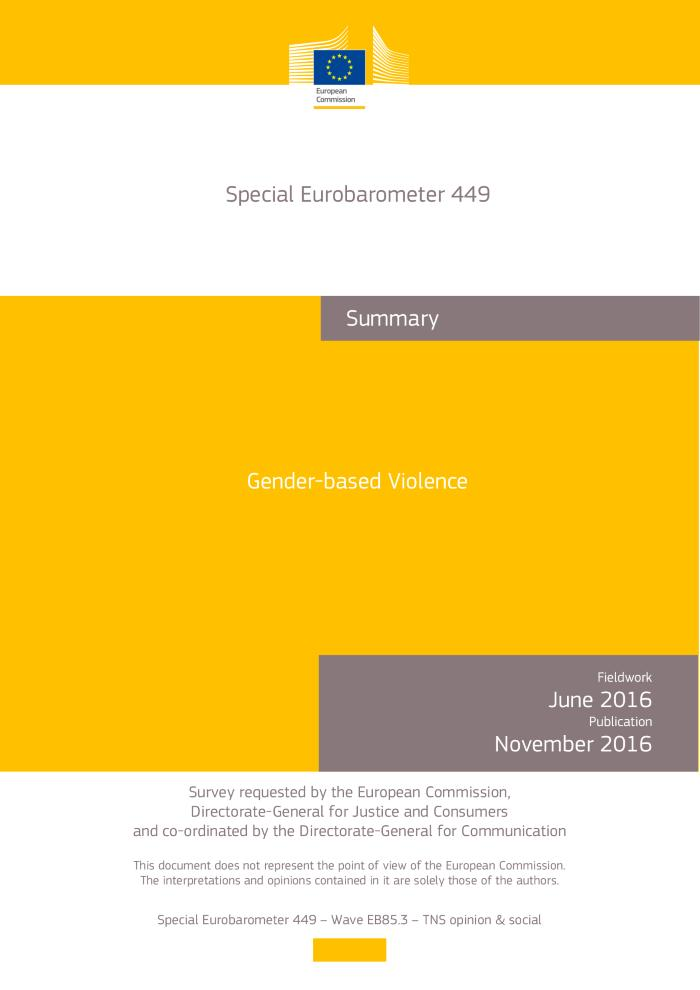 European
Commission
Special Eurobarometer 449
Summary
Gender-based Violence
Fieldwork
June 2016
Publication
November 2016
Survey requested by the European Commission,
Directorate-General for Justice and Consumers
and co-ordinated by the Directorate-General for Communication
This document does not represent the point of view of the European Commission.
The interpretations and opinions contained in it are solely those of the authors.
Special Eurobarometer 449 – Wave EB85.3 – TNS opinion & social